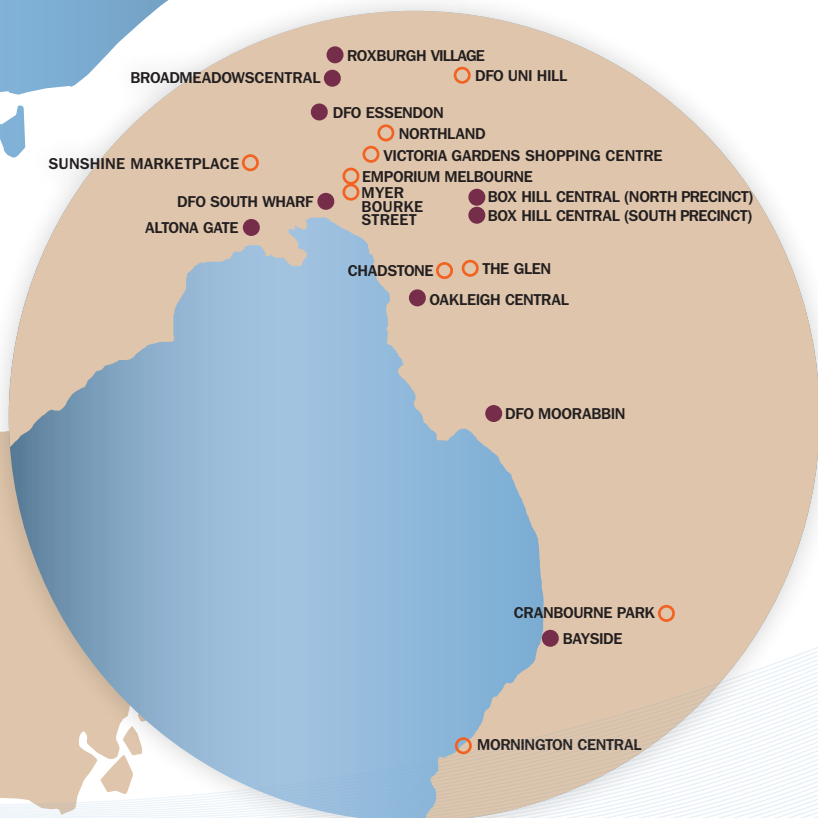 ROXBURGH VILLAGE
BROADMEADOWSCENTRAL
DFO UNI HILL
DFO ESSENDON
NORTHLAND
VICTORIA GARDENS SHOPPING CENTRE
SUNSHINE MARKETPLACE
EMPORIUM MELBOURNE
MYER
BOURKE
STREET
DFO SOUTH WHARF
BOX HILL CENTRAL (NORTH PRECINCT)
BOX HILL CENTRAL (SOUTH PRECINCT)
ALTONA GATE
CHADSTONE
THE GLEN
OAKLEIGH CENTRAL
DFO MOORABBIN
CRANBOURNE PARK
BAYSIDE
MORNINGTON CENTRAL